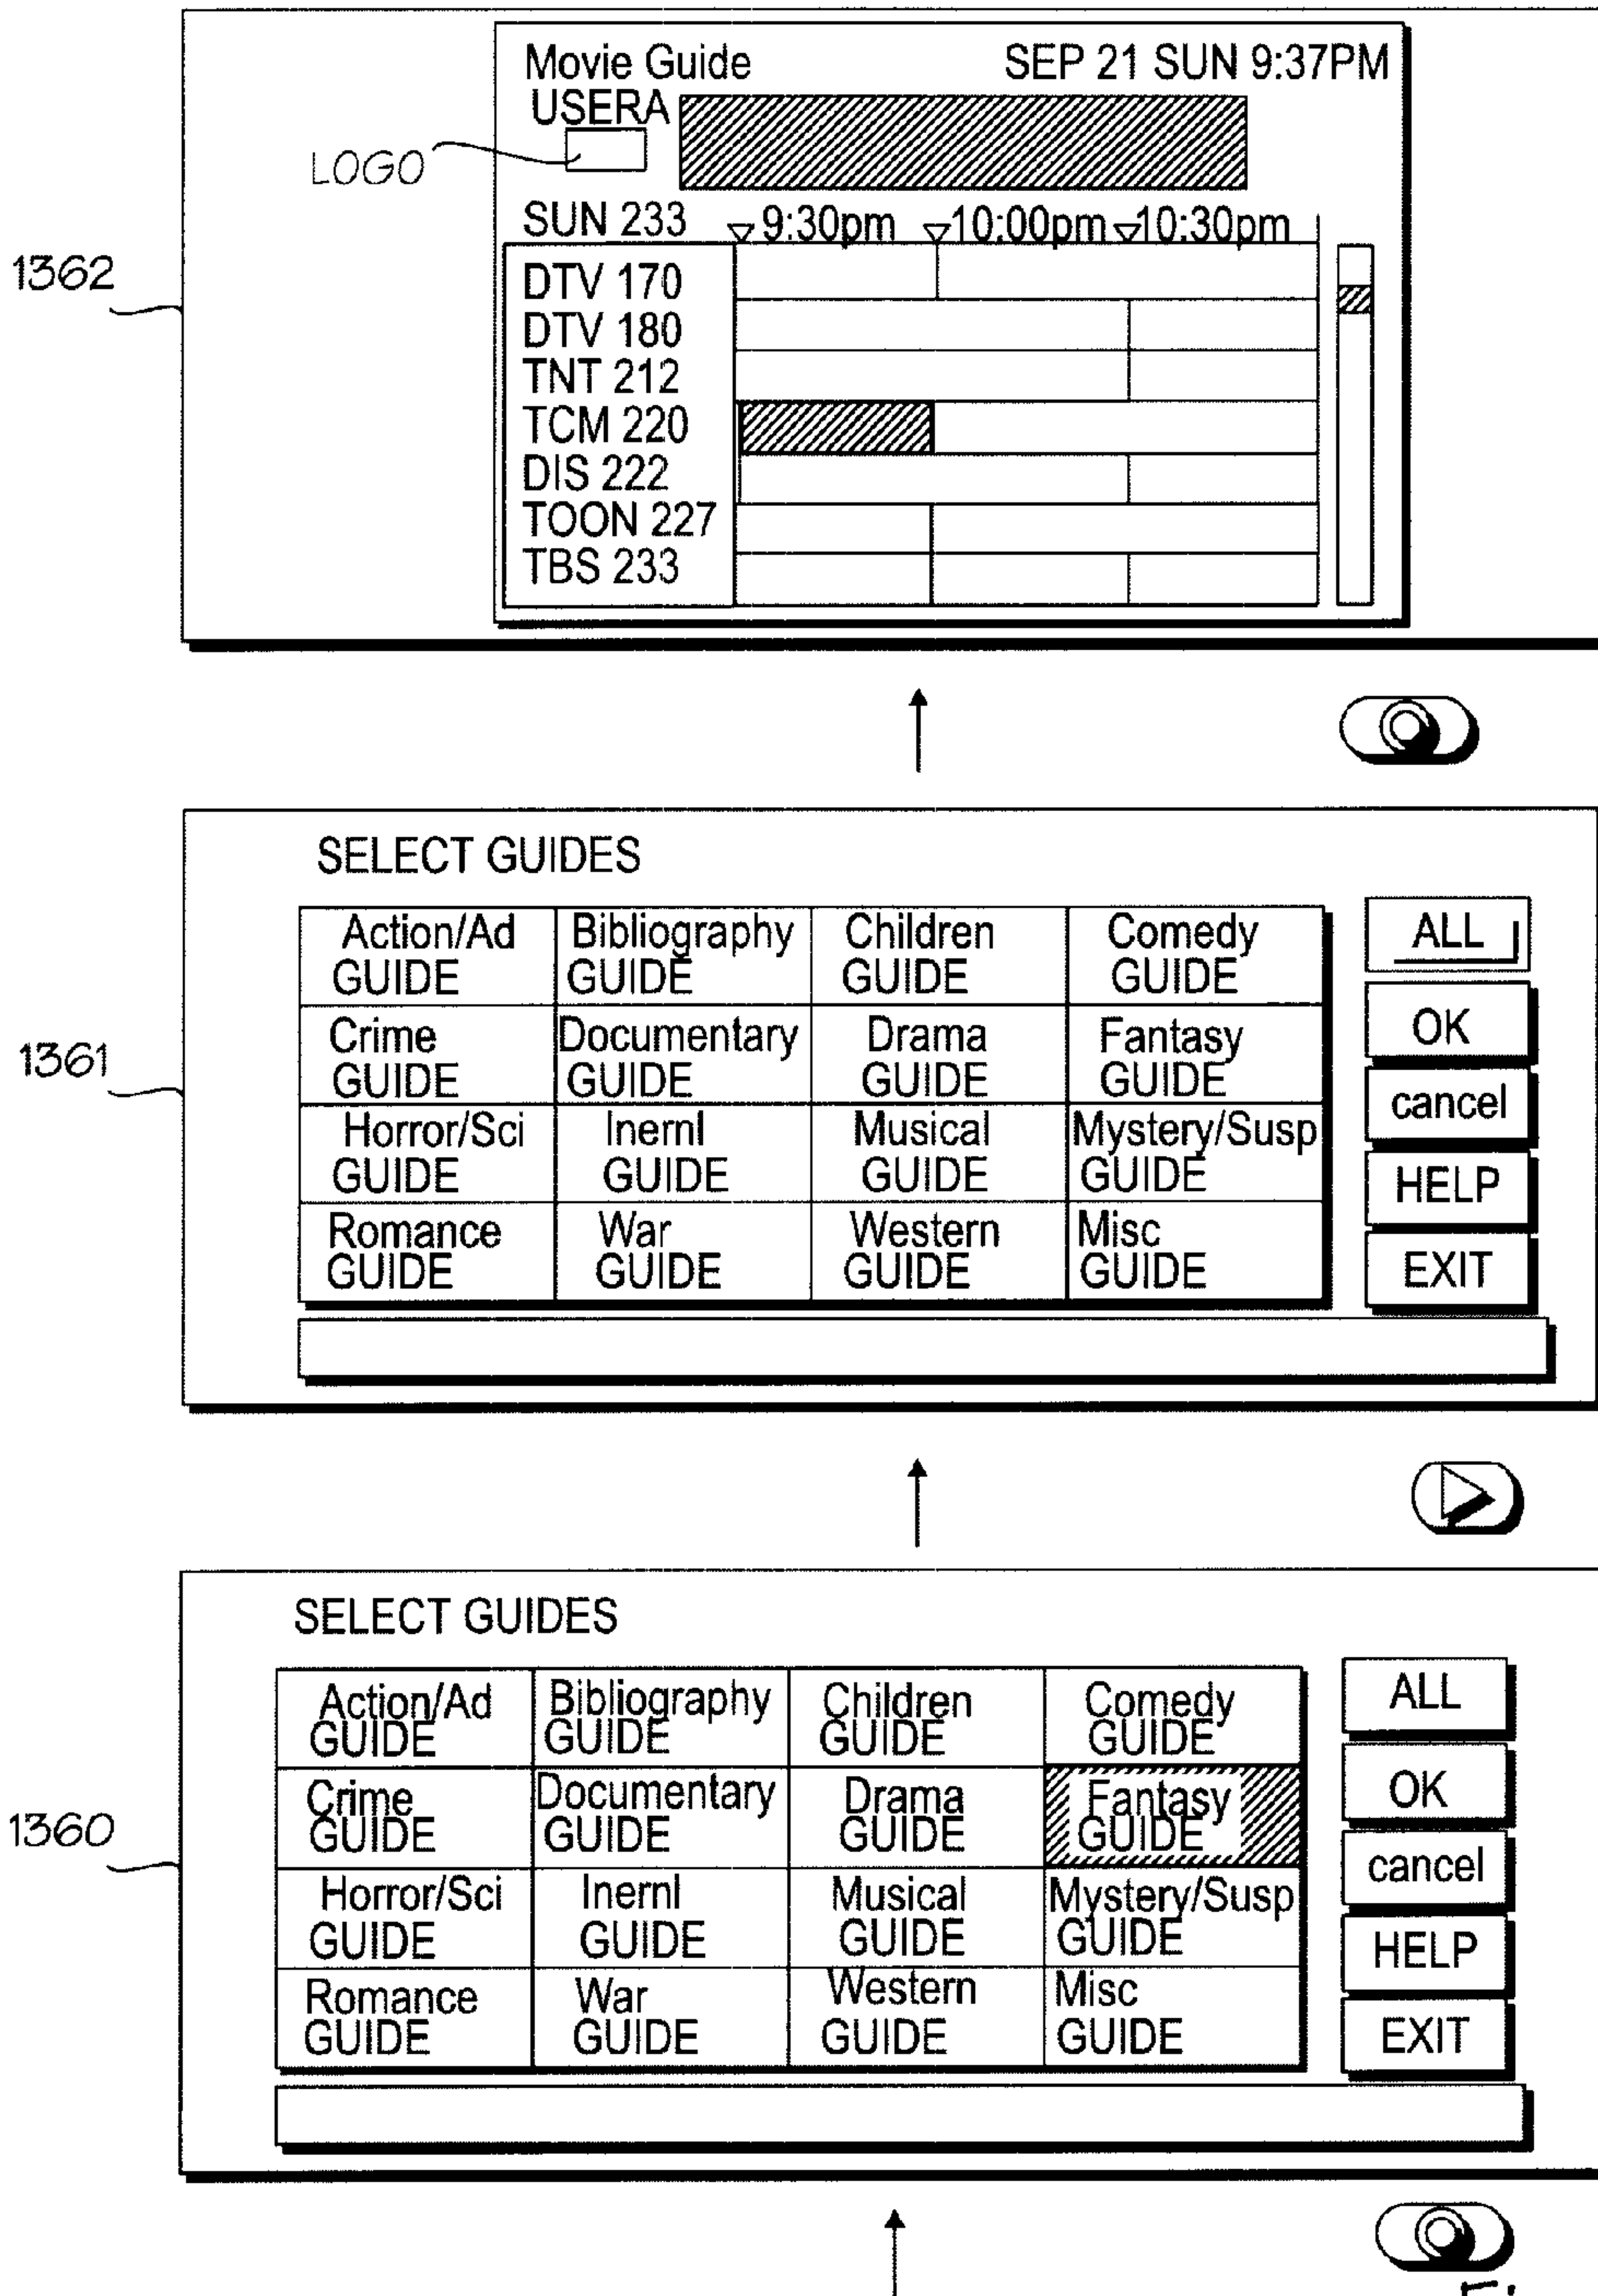 Movie Guide SEP 21 SUN 9:37PM
USERA
LOGO
SUN 233 9:30pm 10:00pm 10:30pm
1362
DTV 170
DTV 180
TNT 212
TCM 220
DIS 222
TOON 227
TBS 233
SELECT GUIDES
Action/Ad Bibliography Children Comedy ALL
GUIDE GUIDE GUIDE GUIDE
Crime Documentary Drama Fantasy OK
1361
GUIDE GUIDE GUIDE GUIDE
cancel
Horror/Sci Inernl Musical Mystery/Susp
GUIDE GUIDE GUIDE GUIDE HELP
Romance War Western Misc
GUIDE GUIDE GUIDE GUIDE EXIT
SELECT GUIDES
Action/Ad Bibliography Children Comedy ALL
GUIDE GUIDE GUIDE GUIDE
Crime Documentary Drama Fantasy OK
1360
GUIDE GUIDE GUIDE GUIDE
cancel
Horror/Sci Inernl Musical Mystery/Susp
GUIDE GUIDE GUIDE GUIDE HELP
Romance War Western Misc
GUIDE GUIDE GUIDE GUIDE EXIT